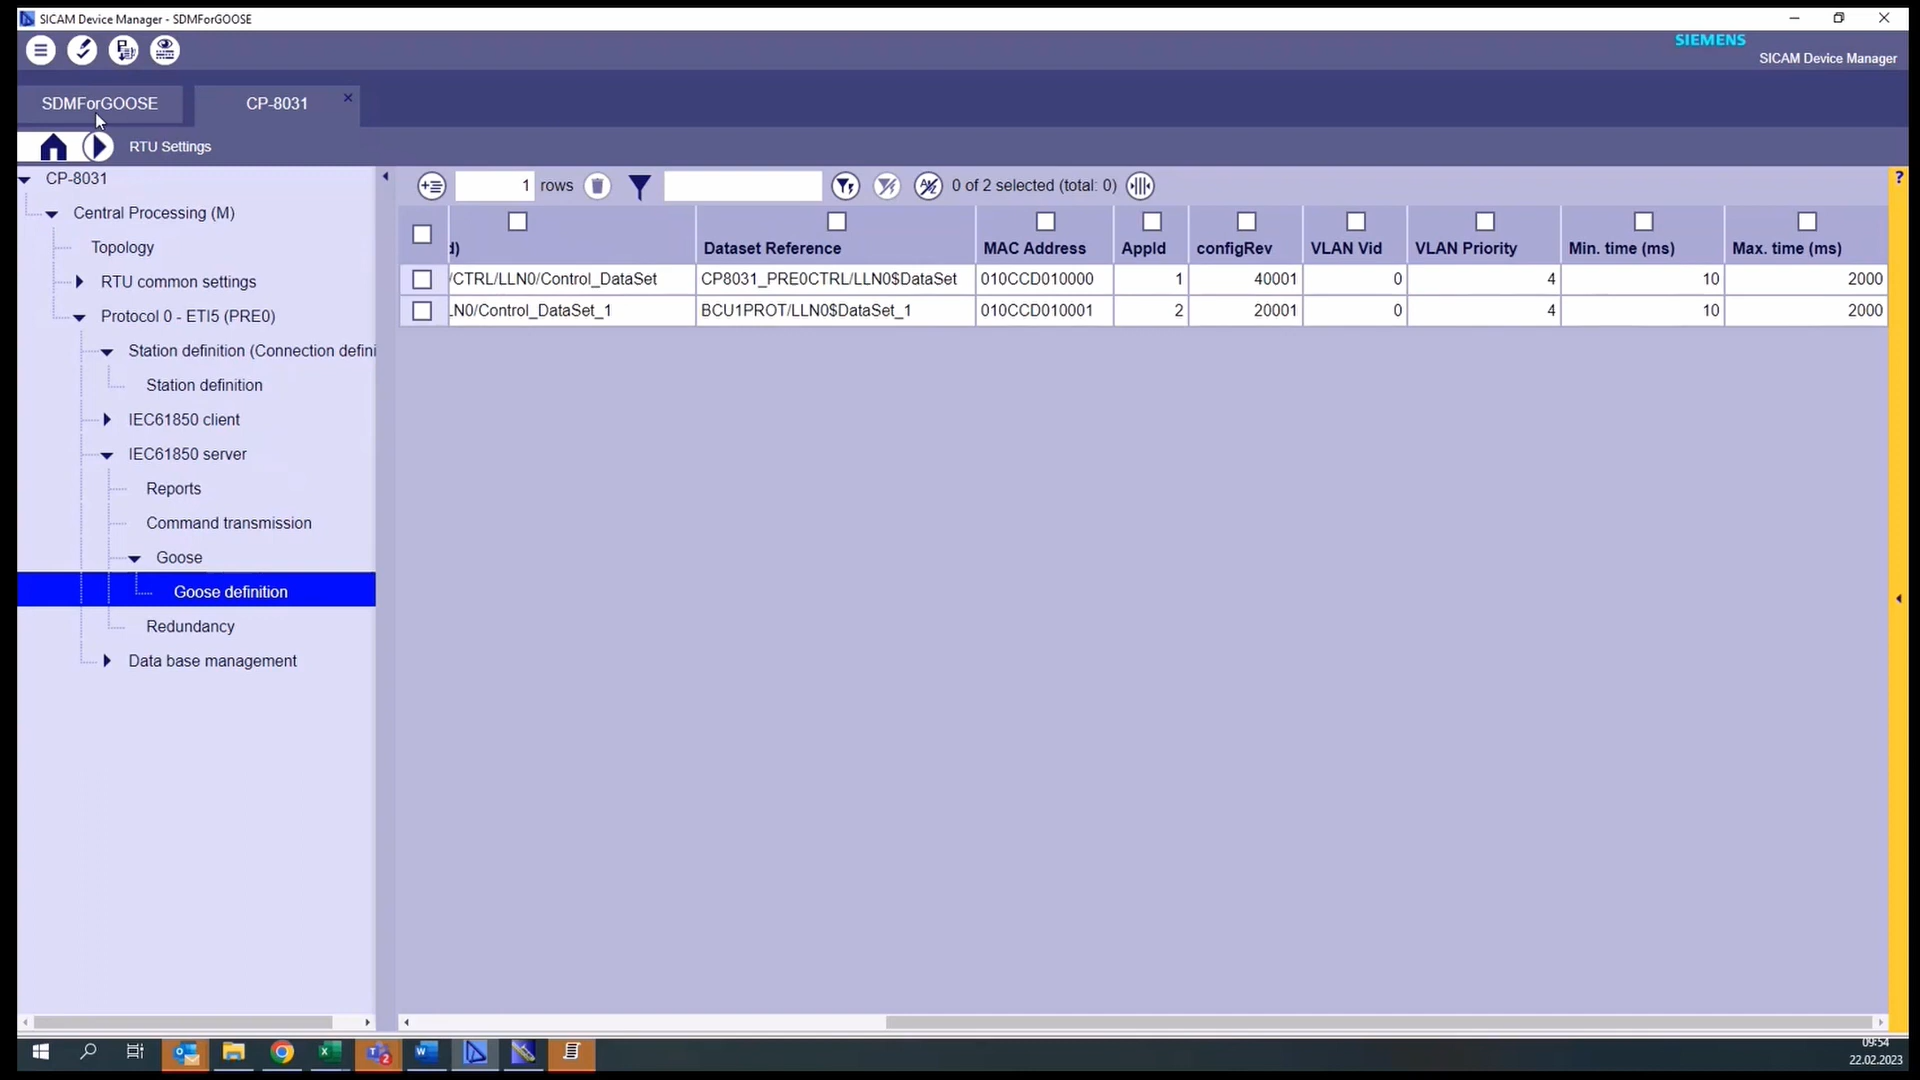 SICAM Device Manager - SDMForGOOSE
SIEMENS
SICAM Device Manager
SDMForGOOSE
CP-8031
RTU Settings
CP-8031
Central Processing (M)
Topology
RTU common settings
Protocol 0 - ETI5 (PRE0)
Station definition (Connection defini
Station definition
IEC61850 client
IEC61850 server
Reports
Command transmission
Goose
Goose definition
Redundancy
Data base management
1 rows 0 of 2 selected (total: 0)
?
d) Dataset Reference MAC Address AppId configRev VLAN Vid VLAN Priority Min. time (ms) Max. time (ms)
/CTRL/LLN0/Control_DataSet CP8031_PRE0CTRL/LLN0$DataSet 010CCD010000 1 40001 0 4 10 2000
LN0/Control_DataSet_1 BCU1PROT/LLN0$DataSet_1 010CCD010001 2 20001 0 4 10 2000
2
09:54
22.02.2023